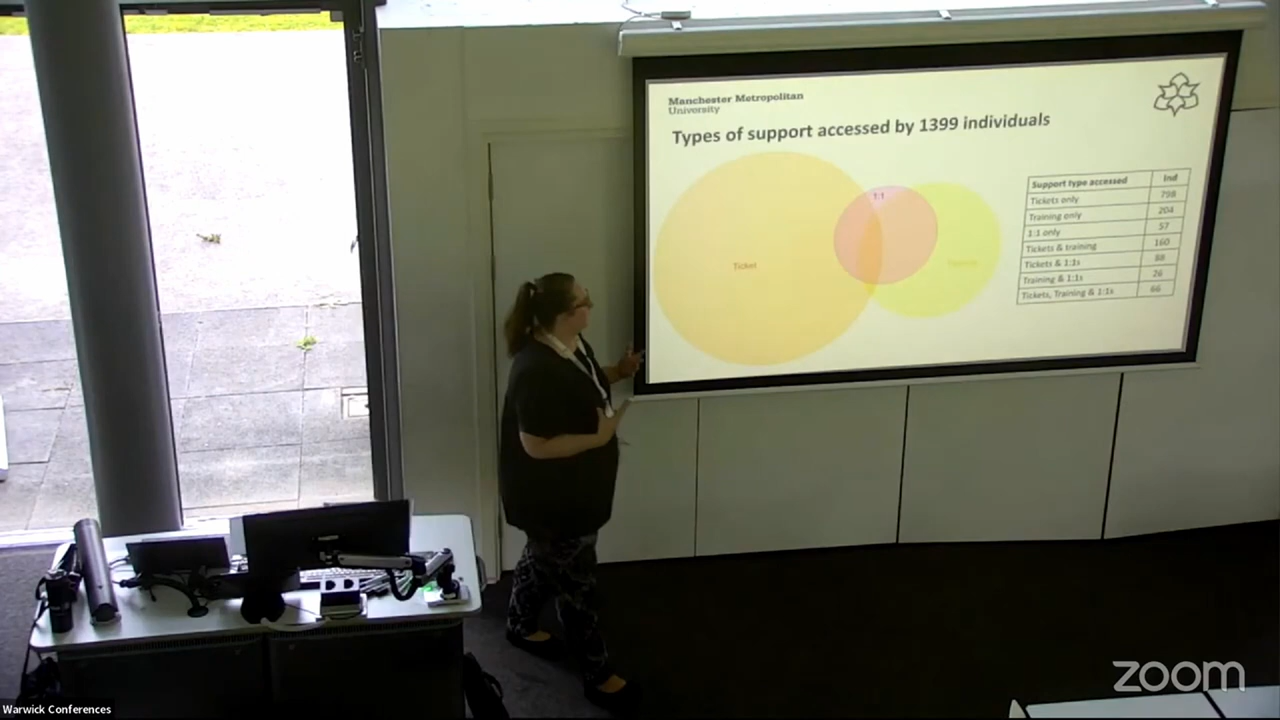 Manchester Metropolitan
University
Types of support accessed by 1399 individuals
1:1
Ticket
Support type accessed Ind
Tickets only 798
Training only 204
1:1 only 57
Tickets & training 160
Tickets & 1:1s 88
Training & 1:1s 26
Tickets, Training & 1:1s 66
zoom
Warwick Conferences